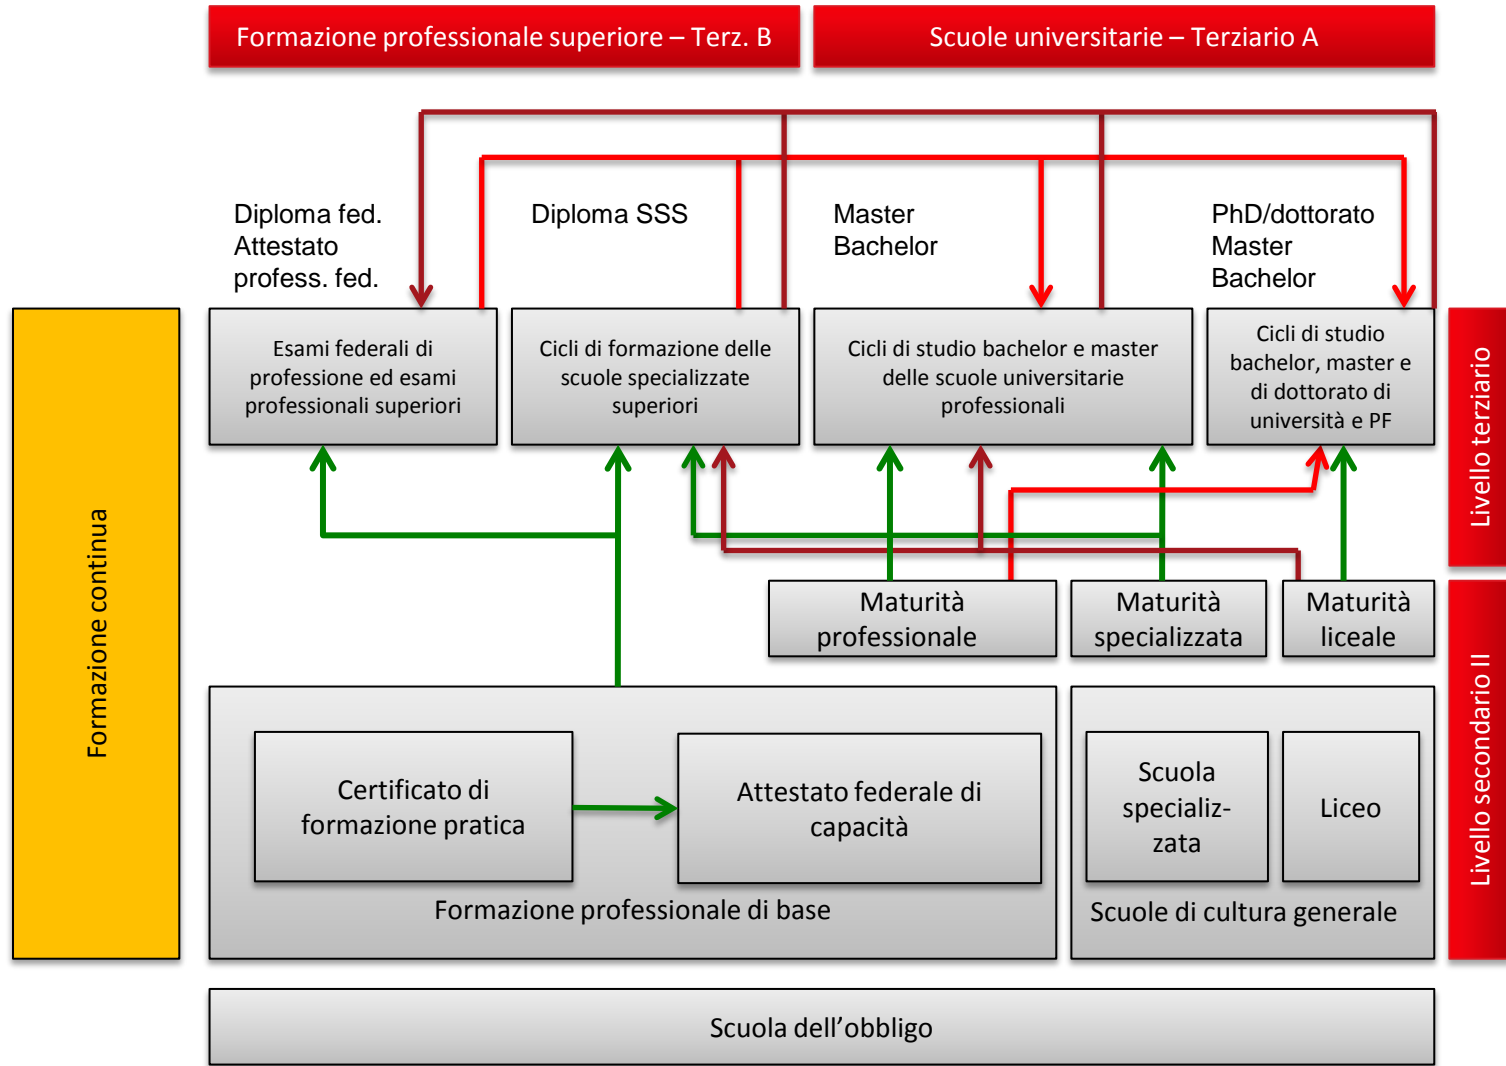 Formazione professionale superiore – Terz. B
Scuole universitarie – Terziario A
Diploma fed.
Attestato
profess. fed.
Diploma SSS
Master
Bachelor
PhD/dottorato
Master
Bachelor
Esami federali di
professione ed esami
professionali superiori
Cicli di formazione delle
scuole specializzate
superiori
Cicli di studio bachelor e master
delle scuole universitarie
professionali
Cicli di studio
bachelor, master e
di dottorato di
università e PF
Livello terziario
Formazione continua
Maturità
professionale
Maturità
specializzata
Maturità
liceale
Livello secondario II
Certificato di
formazione pratica
Attestato federale di
capacità
Scuola
specializ-
zata
Liceo
Formazione professionale di base
Scuole di cultura generale
Scuola dell’obbligo